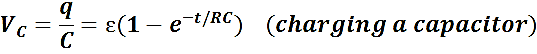 V_C = q/C = ε(1 − e^{−t/RC}) (charging a capacitor)